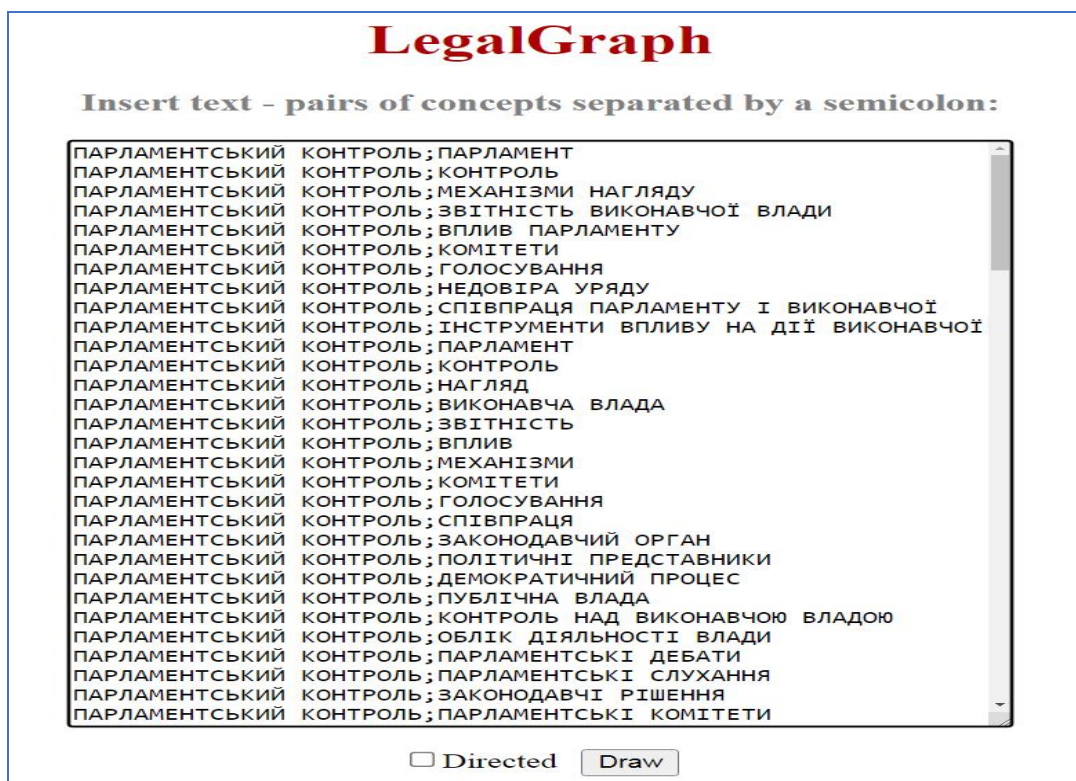 LegalGraph
Insert text - pairs of concepts separated by a semicolon:
ПАРЛАМЕНТСЬКИЙ КОНТРОЛЬ;ПАРЛАМЕНТ
ПАРЛАМЕНТСЬКИЙ КОНТРОЛЬ;КОНТРОЛЬ
ПАРЛАМЕНТСЬКИЙ КОНТРОЛЬ;МЕХАНІЗМИ НАГЛЯДУ
ПАРЛАМЕНТСЬКИЙ КОНТРОЛЬ;ЗВІТНІСТЬ ВИКОНАВЧОЇ ВЛАДИ
ПАРЛАМЕНТСЬКИЙ КОНТРОЛЬ;ВПЛИВ ПАРЛАМЕНТУ
ПАРЛАМЕНТСЬКИЙ КОНТРОЛЬ;КОМІТЕТИ
ПАРЛАМЕНТСЬКИЙ КОНТРОЛЬ;ГОЛОСУВАННЯ
ПАРЛАМЕНТСЬКИЙ КОНТРОЛЬ;НЕДОВІРА УРЯДУ
ПАРЛАМЕНТСЬКИЙ КОНТРОЛЬ;СПІВПРАЦЯ ПАРЛАМЕНТУ І ВИКОНАВЧОЇ
ПАРЛАМЕНТСЬКИЙ КОНТРОЛЬ;ІНСТРУМЕНТИ ВПЛИВУ НА ДІЇ ВИКОНАВЧОЇ
ПАРЛАМЕНТСЬКИЙ КОНТРОЛЬ;ПАРЛАМЕНТ
ПАРЛАМЕНТСЬКИЙ КОНТРОЛЬ;КОНТРОЛЬ
ПАРЛАМЕНТСЬКИЙ КОНТРОЛЬ;НАГЛЯД
ПАРЛАМЕНТСЬКИЙ КОНТРОЛЬ;ВИКОНАВЧА ВЛАДА
ПАРЛАМЕНТСЬКИЙ КОНТРОЛЬ;ЗВІТНІСТЬ
ПАРЛАМЕНТСЬКИЙ КОНТРОЛЬ;ВПЛИВ
ПАРЛАМЕНТСЬКИЙ КОНТРОЛЬ;МЕХАНІЗМИ
ПАРЛАМЕНТСЬКИЙ КОНТРОЛЬ;КОМІТЕТИ
ПАРЛАМЕНТСЬКИЙ КОНТРОЛЬ;ГОЛОСУВАННЯ
ПАРЛАМЕНТСЬКИЙ КОНТРОЛЬ;СПІВПРАЦЯ
ПАРЛАМЕНТСЬКИЙ КОНТРОЛЬ;ЗАКОНОДАВЧИЙ ОРГАН
ПАРЛАМЕНТСЬКИЙ КОНТРОЛЬ;ПОЛІТИЧНІ ПРЕДСТАВНИКИ
ПАРЛАМЕНТСЬКИЙ КОНТРОЛЬ;ДЕМОКРАТИЧНИЙ ПРОЦЕС
ПАРЛАМЕНТСЬКИЙ КОНТРОЛЬ;ПУБЛІЧНА ВЛАДА
ПАРЛАМЕНТСЬКИЙ КОНТРОЛЬ;КОНТРОЛЬ НАД ВИКОНАВЧОЮ ВЛАДОЮ
ПАРЛАМЕНТСЬКИЙ КОНТРОЛЬ;ОБЛІК ДІЯЛЬНОСТІ ВЛАДИ
ПАРЛАМЕНТСЬКИЙ КОНТРОЛЬ;ПАРЛАМЕНТСЬКІ ДЕБАТИ
ПАРЛАМЕНТСЬКИЙ КОНТРОЛЬ;ПАРЛАМЕНТСЬКІ СЛУХАННЯ
ПАРЛАМЕНТСЬКИЙ КОНТРОЛЬ;ЗАКОНОДАВЧІ РІШЕННЯ
ПАРЛАМЕНТСЬКИЙ КОНТРОЛЬ;ПАРЛАМЕНТСЬКІ КОМІТЕТИ
Directed Draw